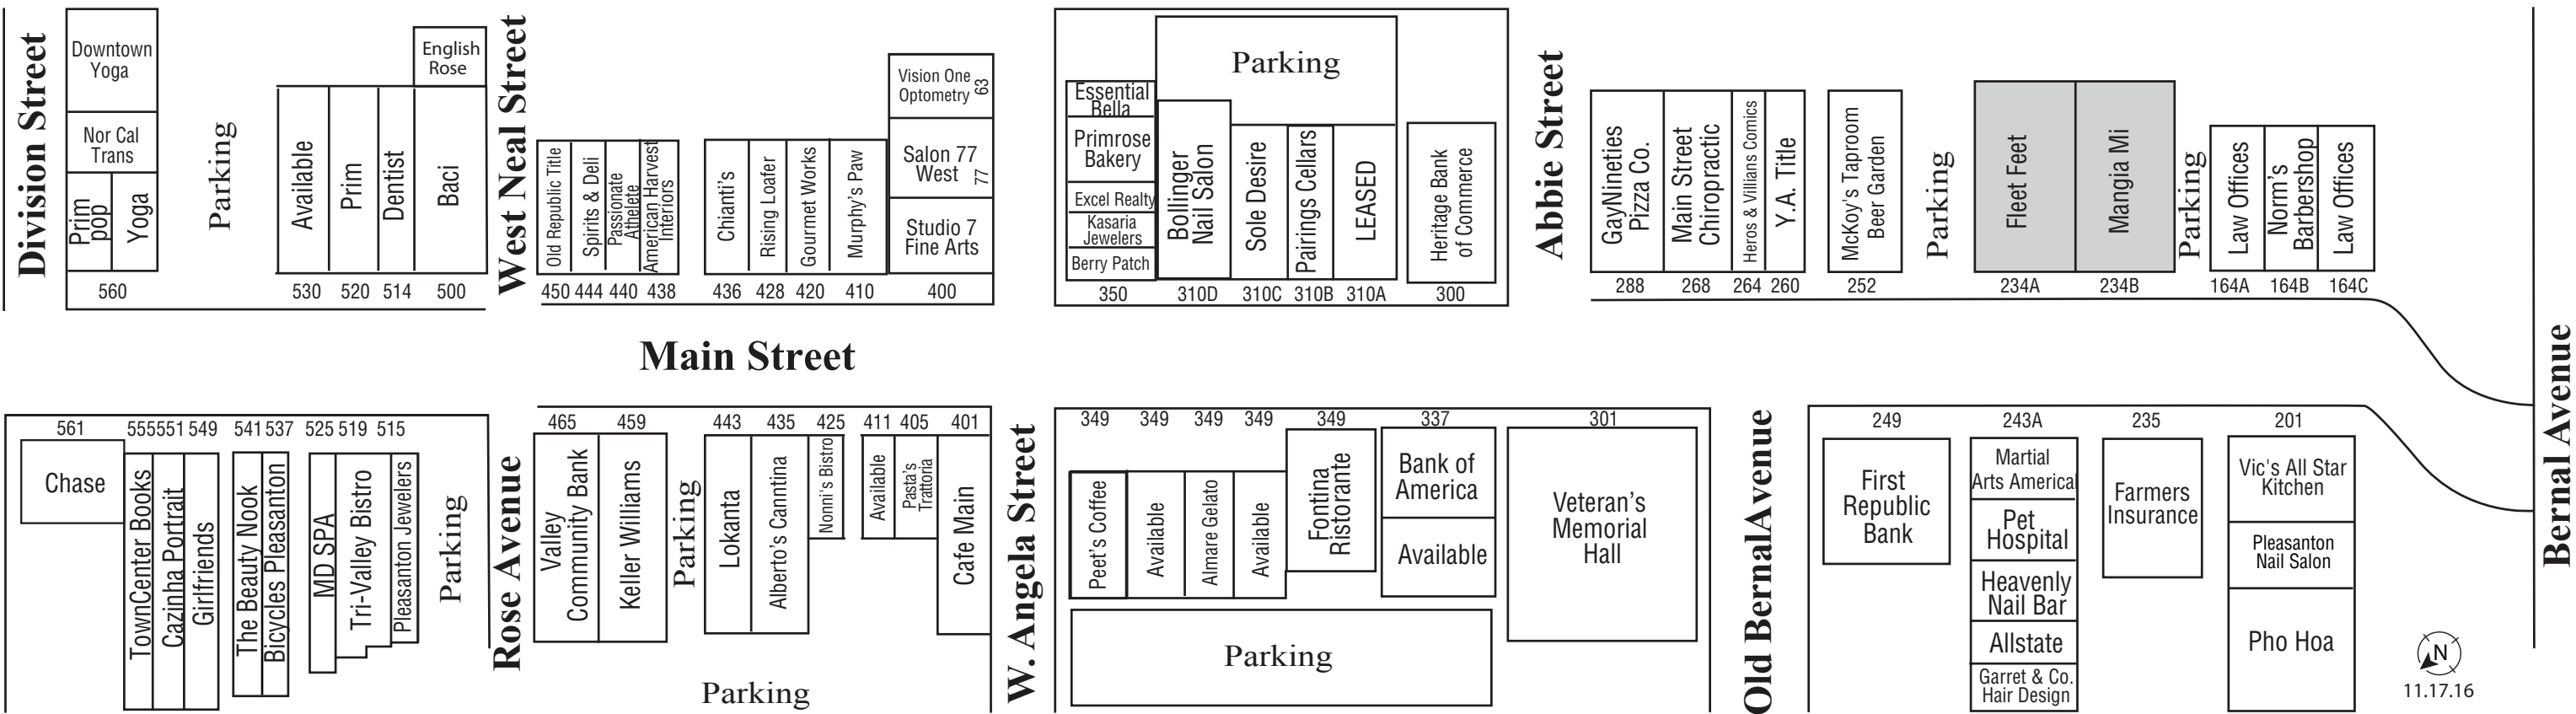 Division Street
Downtown
Yoga
Nor Cal
Trans
Prim
pop
Yoga
560
Parking
Available
Prim
Dentist
English
Rose
Baci
530
520
514
500
West Neal Street
Old Republic Title
Spirits & Deli
Passionate
Athelete
American Harvest
Interiors
450
444
440
438
Chianti's
Rising Loafer
Gourmet Works
Murphy's Paw
436
428
420
410
Vision One
Optometry
63
Salon 77
West
77
Studio 7
Fine Arts
400
Parking
Essential
Bella
Primrose
Bakery
Excel Realty
Kasaria
Jewelers
Berry Patch
350
Bollinger
Nail Salon
Sole Desire
Pairings Cellars
LEASED
310D
310C
310B
310A
Heritage Bank
of Commerce
300
Abbie Street
GayNineties
Pizza Co.
Main Street
Chiropractic
Heros & Villians Comics
Y.A. Title
288
268
264
260
McKoy's Taproom
Beer Garden
252
Parking
Fleet Feet
Mangia Mi
234A
234B
Parking
Law Offices
Norm's
Barbershop
Law Offices
164A
164B
164C
Bernal Avenue
Main Street
561
555
551
549
541
537
525
519
515
Chase
TownCenter Books
Cazinha Portrait
Girlfriends
The Beauty Nook
Bicycles Pleasanton
MD SPA
Tri-Valley Bistro
Pleasanton Jewelers
Parking
Rose Avenue
465
459
Valley
Community Bank
Keller Williams
Parking
443
435
425
Lokanta
Alberto's Canntina
Nonni's Bistro
411
405
401
Available
Pasta's
Trattoria
Cafe Main
Parking
W. Angela Street
349
349
349
349
349
337
301
Peet's Coffee
Available
Almare Gelato
Available
Fontina
Ristorante
Bank of
America
Available
Veteran's
Memorial
Hall
Parking
Old BernalAvenue
249
243A
235
201
First
Republic
Bank
Martial
Arts America
Pet
Hospital
Heavenly
Nail Bar
Allstate
Garret & Co.
Hair Design
Farmers
Insurance
Vic's All Star
Kitchen
Pleasanton
Nail Salon
Pho Hoa
N
11.17.16